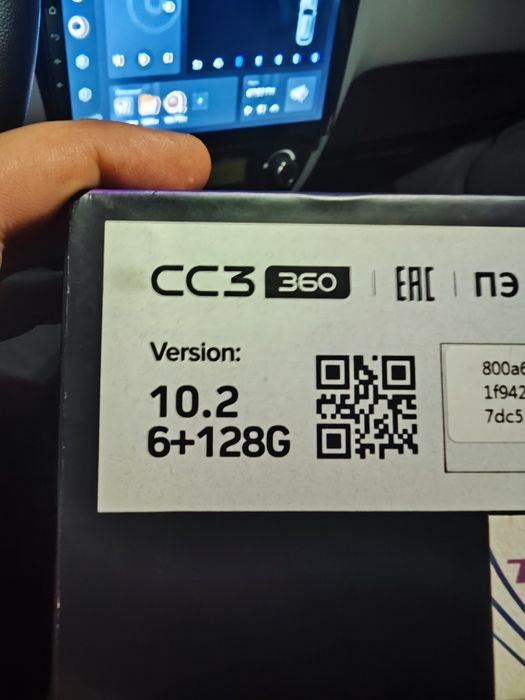 CC3 360 EAC ПЭ
Version:
10.2
6+128G
800a6
1f942
7dc5